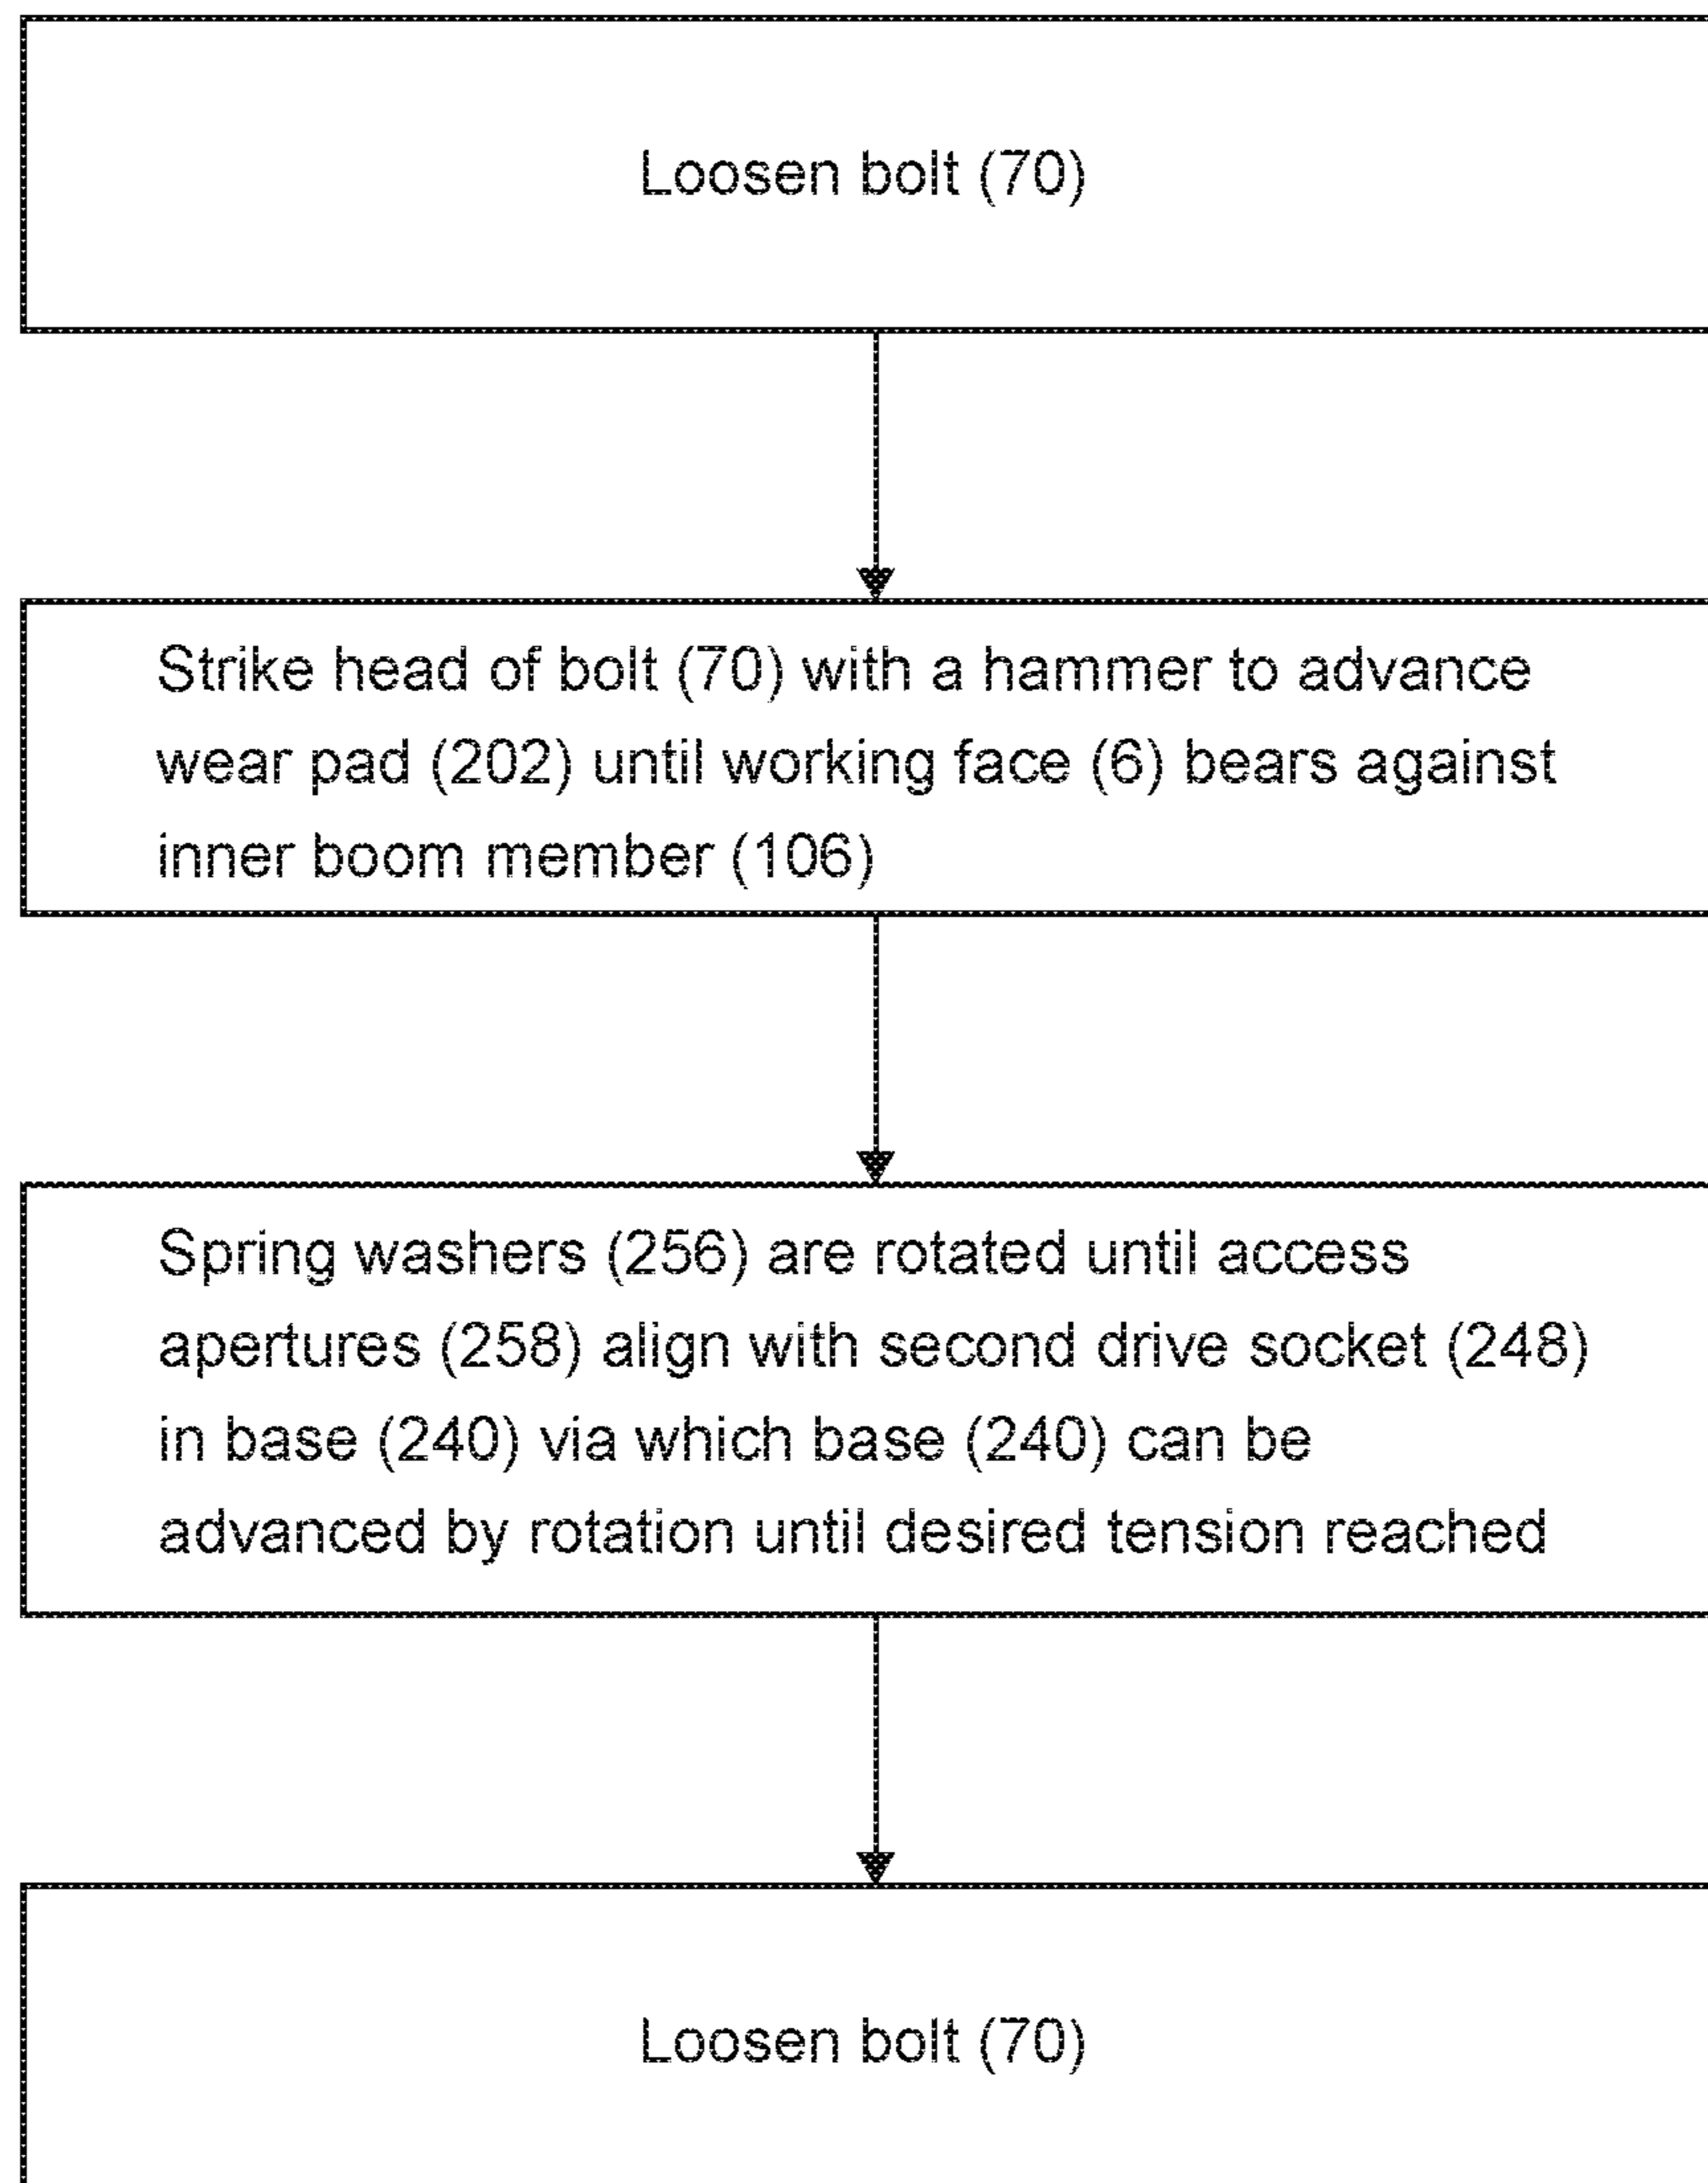 Loosen bolt (70)
Strike head of bolt (70) with a hammer to advance
wear pad (202) until working face (6) bears against
inner boom member (106)
Spring washers (256) are rotated until access
apertures (258) align with second drive socket (248)
in base (240) via which base (240) can be
advanced by rotation until desired tension reached
Loosen bolt (70)